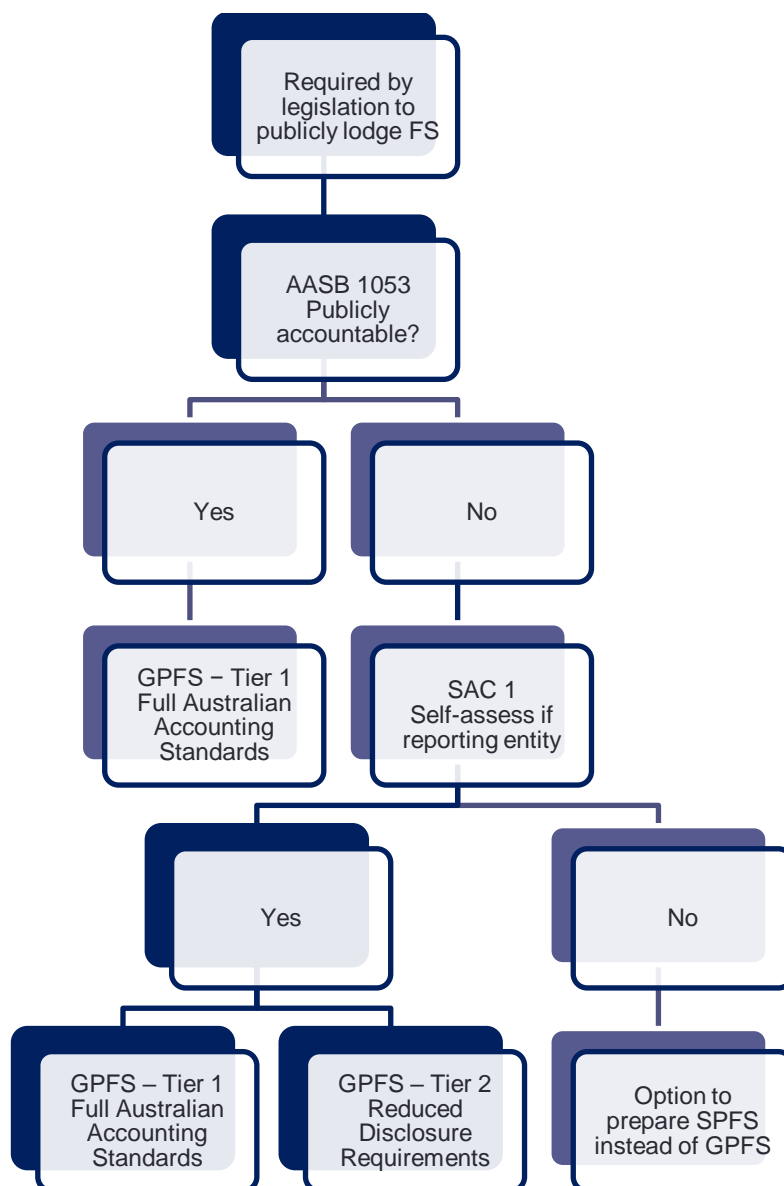 Required by
legislation to
publicly lodge FS
AASB 1053
Publicly
accountable?
Yes
No
GPFS – Tier 1
Full Australian
Accounting
Standards
SAC 1
Self-assess if
reporting entity
Yes
No
GPFS – Tier 1
Full Australian
Accounting
Standards
GPFS – Tier 2
Reduced
Disclosure
Requirements
Option to
prepare SPFS
instead of GPFS